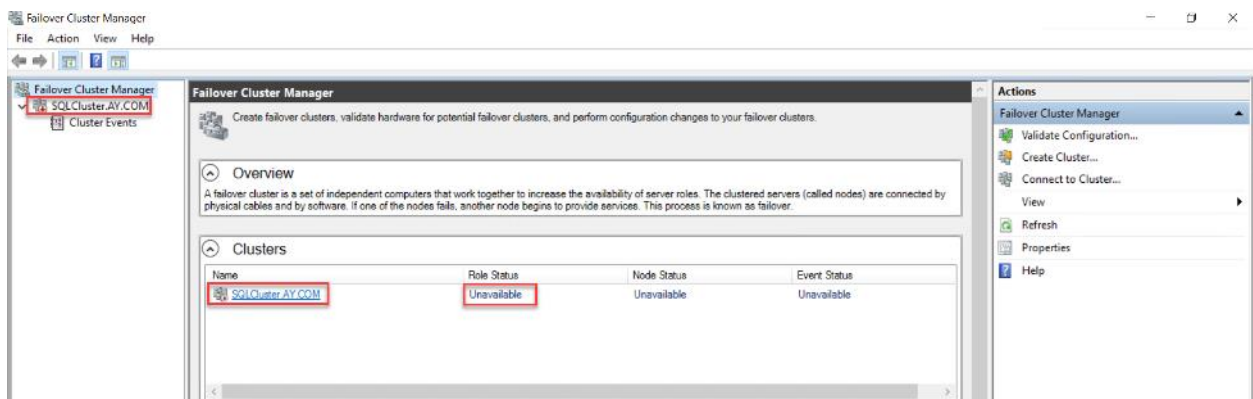 Failover Cluster Manager
File Action View Help
Failover Cluster Manager
SQLCluster.AY.COM
Cluster Events
Failover Cluster Manager
Create failover clusters, validate hardware for potential failover clusters, and perform configuration changes to your failover clusters.
Overview
A failover cluster is a set of independent computers that work together to increase the availability of server roles. The clustered servers (called nodes) are connected by
physical cables and by software. If one of the nodes fails, another node begins to provide services. This process is known as failover.
Clusters
Name Role Status Node Status Event Status
SQLCluster.AY.COM Unavailable Unavailable Unavailable
Actions
Failover Cluster Manager
Validate Configuration...
Create Cluster...
Connect to Cluster...
View
Refresh
Properties
Help